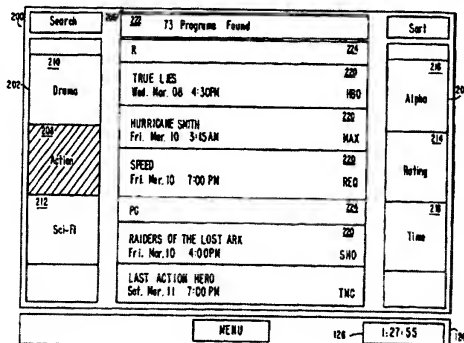 200
Search
206
222
73 Programs Found
Sort
R
224
202
210
Drama
TRUE LIES
220
Wed. Mar. 08 4:30PM
HBO
216
Alpha
208
Action
HURRICANE SMITH
220
Fri. Mar. 10 3:15AM
MAX
214
Rating
SPEED
220
Fri. Mar. 10 7:00 PM
REQ
212
Sci-Fi
PG
224
218
Time
RAIDERS OF THE LOST ARK
220
Fri. Mar. 10 4:00PM
SHO
LAST ACTION HERO
Sat. Mar. 11 7:00 PM
TMC
MENU
126
1:27:55